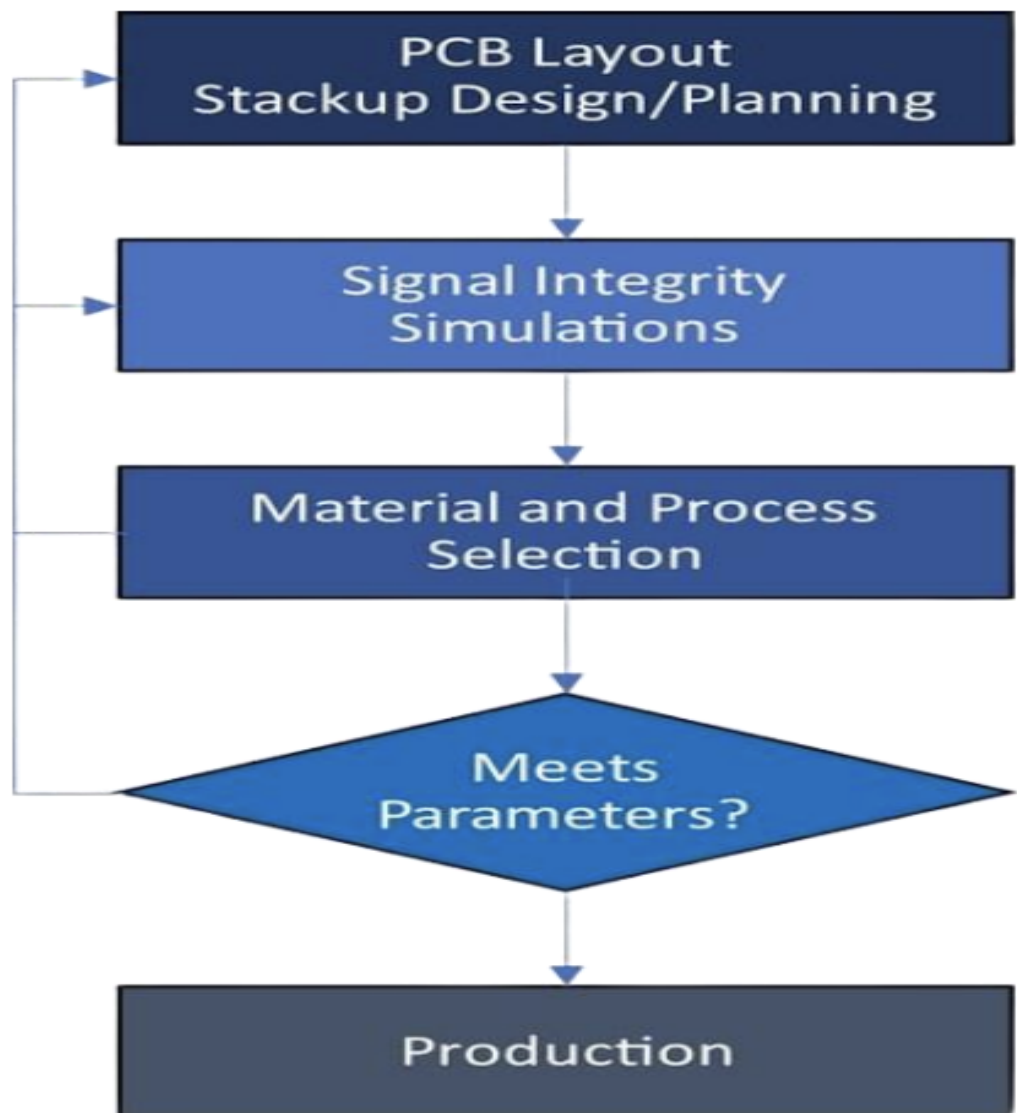 PCB Layout
Stackup Design/Planning
Signal Integrity
Simulations
Material and Process
Selection
Meets
Parameters?
Production